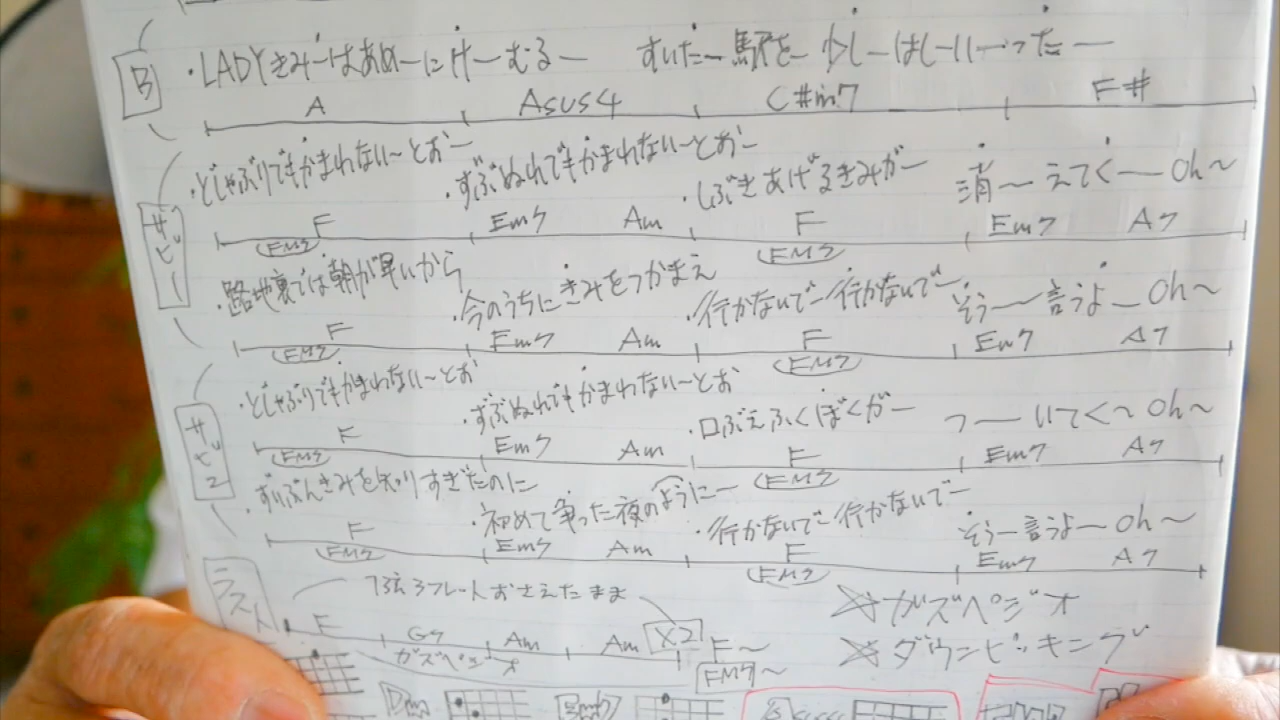 B ・LADYきみーはあめーにけーむるー すいたー駅を 少しーはしーりーったー
A Asus4 C#m7 F#
サビ1 ・どしゃぶりでもかまわないーとおー ・ずぶぬれでもかまわないーとおー ・しぶきあげるきみがー 消〜えてくーOh〜
F Em7 Am F Em7 A7
(FM7) (FM7)
・路地裏では朝が早いから ・今のうちにきみをつかまえ ・行かないでー行かないでー そう〜言うよーOh〜
F Em7 Am F Em7 A7
(FM7) (FM7)
サビ2 ・どしゃぶりでもかまわない〜とお ・ずぶぬれでもかまわない〜とお ・口ぶえふくぼくがー つーいてく〜Oh〜
F Em7 Am F Em7 A7
(FM7) (FM7)
ずいぶんきみを知りすぎたのに ・初めて争った夜のようにー ・行かないでー行かないでー そうー言うよ〜Oh〜
F Em7 Am F Em7 A7
(FM7) (FM7)
ラスト 1弦3フレットおさえたまま ☆ガズペジオ
F G7 Am Am X2 F〜 ☆ダウンピッキング
ガズペジオ FM7〜
Dm Em7